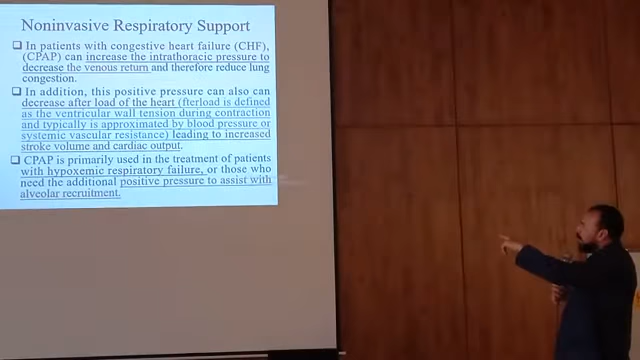 Noninvasive Respiratory Support
❑ In patients with congestive heart failure (CHF),
(CPAP) can increase the intrathoracic pressure to
decrease the venous return and therefore reduce lung
congestion.
❑ In addition, this positive pressure can also can
decrease after load of the heart (fterload is defined
as the ventricular wall tension during contraction
and typically is approximated by blood pressure or
systemic vascular resistance) leading to increased
stroke volume and cardiac output.
❑ CPAP is primarily used in the treatment of patients
with hypoxemic respiratory failure, or those who
need the additional positive pressure to assist with
alveolar recruitment.